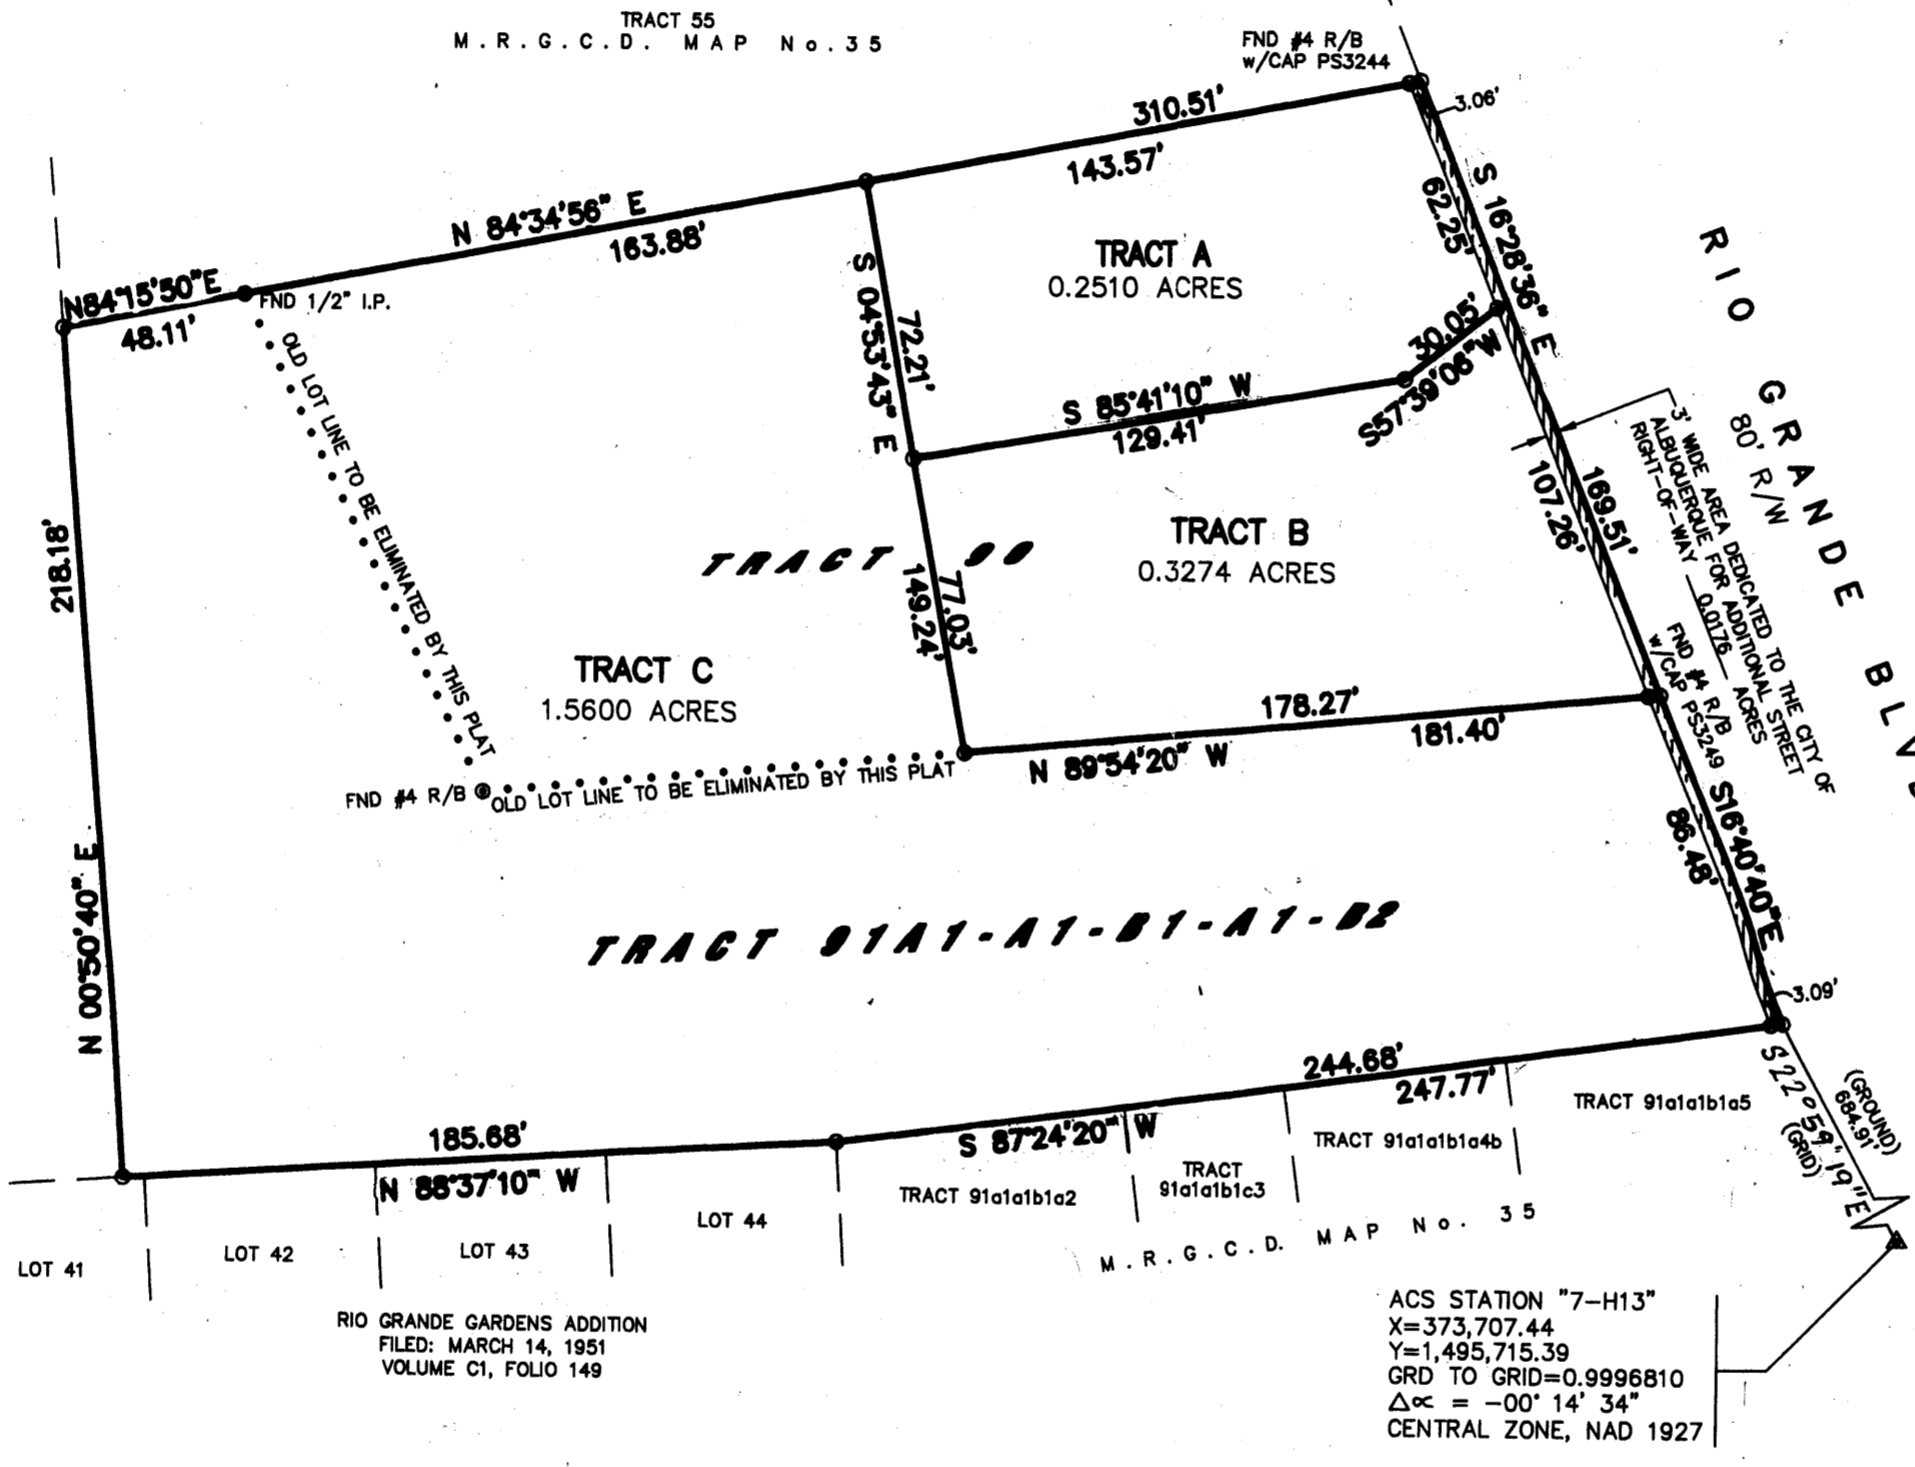 TRACT 55
M.R.G.C.D. MAP No.35
FND #4 R/B
w/CAP PS3244
3.06'
310.51'
143.57'
N 84°34'56" E
163.88'
N84°15'50"E
48.11'
FND 1/2" I.P.
OLD LOT LINE TO BE ELIMINATED BY THIS PLAT
S 04°53'43" E
72.21'
TRACT A
0.2510 ACRES
62.25'
S 16°28'36" E
30.05'
S57°39'06"W
S 85°41'10" W
129.41'
RIO GRANDE BLV
80' R/W
3' WIDE AREA DEDICATED TO THE CITY OF
ALBUQUERQUE FOR ADDITIONAL STREET
RIGHT-OF-WAY 0.0176 ACRES
107.26'
169.51'
TRACT B
0.3274 ACRES
TRACT 90
77.03'
149.24'
218.18'
N 00°50'40" E
TRACT C
1.5600 ACRES
178.27'
181.40'
N 89°54'20" W
FND #4 R/B
w/CAP PS3249
FND #4 R/B
OLD LOT LINE TO BE ELIMINATED BY THIS PLAT
S16°40'40"E
86.48'
TRACT 91A1-A1-B1-A1-B2
3.09'
244.68'
247.77'
S 87°24'20" W
185.68'
N 88°37'10" W
S22°59'19"E
(GRID)
(GROUND)
684.91'
TRACT 91a1a1b1a5
TRACT 91a1a1b1a4b
TRACT
91a1a1b1c3
TRACT 91a1a1b1a2
LOT 44
LOT 43
LOT 42
LOT 41
M.R.G.C.D. MAP No. 35
RIO GRANDE GARDENS ADDITION
FILED: MARCH 14, 1951
VOLUME C1, FOLIO 149
ACS STATION "7-H13"
X=373,707.44
Y=1,495,715.39
GRD TO GRID=0.9996810
△∝ = -00° 14' 34"
CENTRAL ZONE, NAD 1927